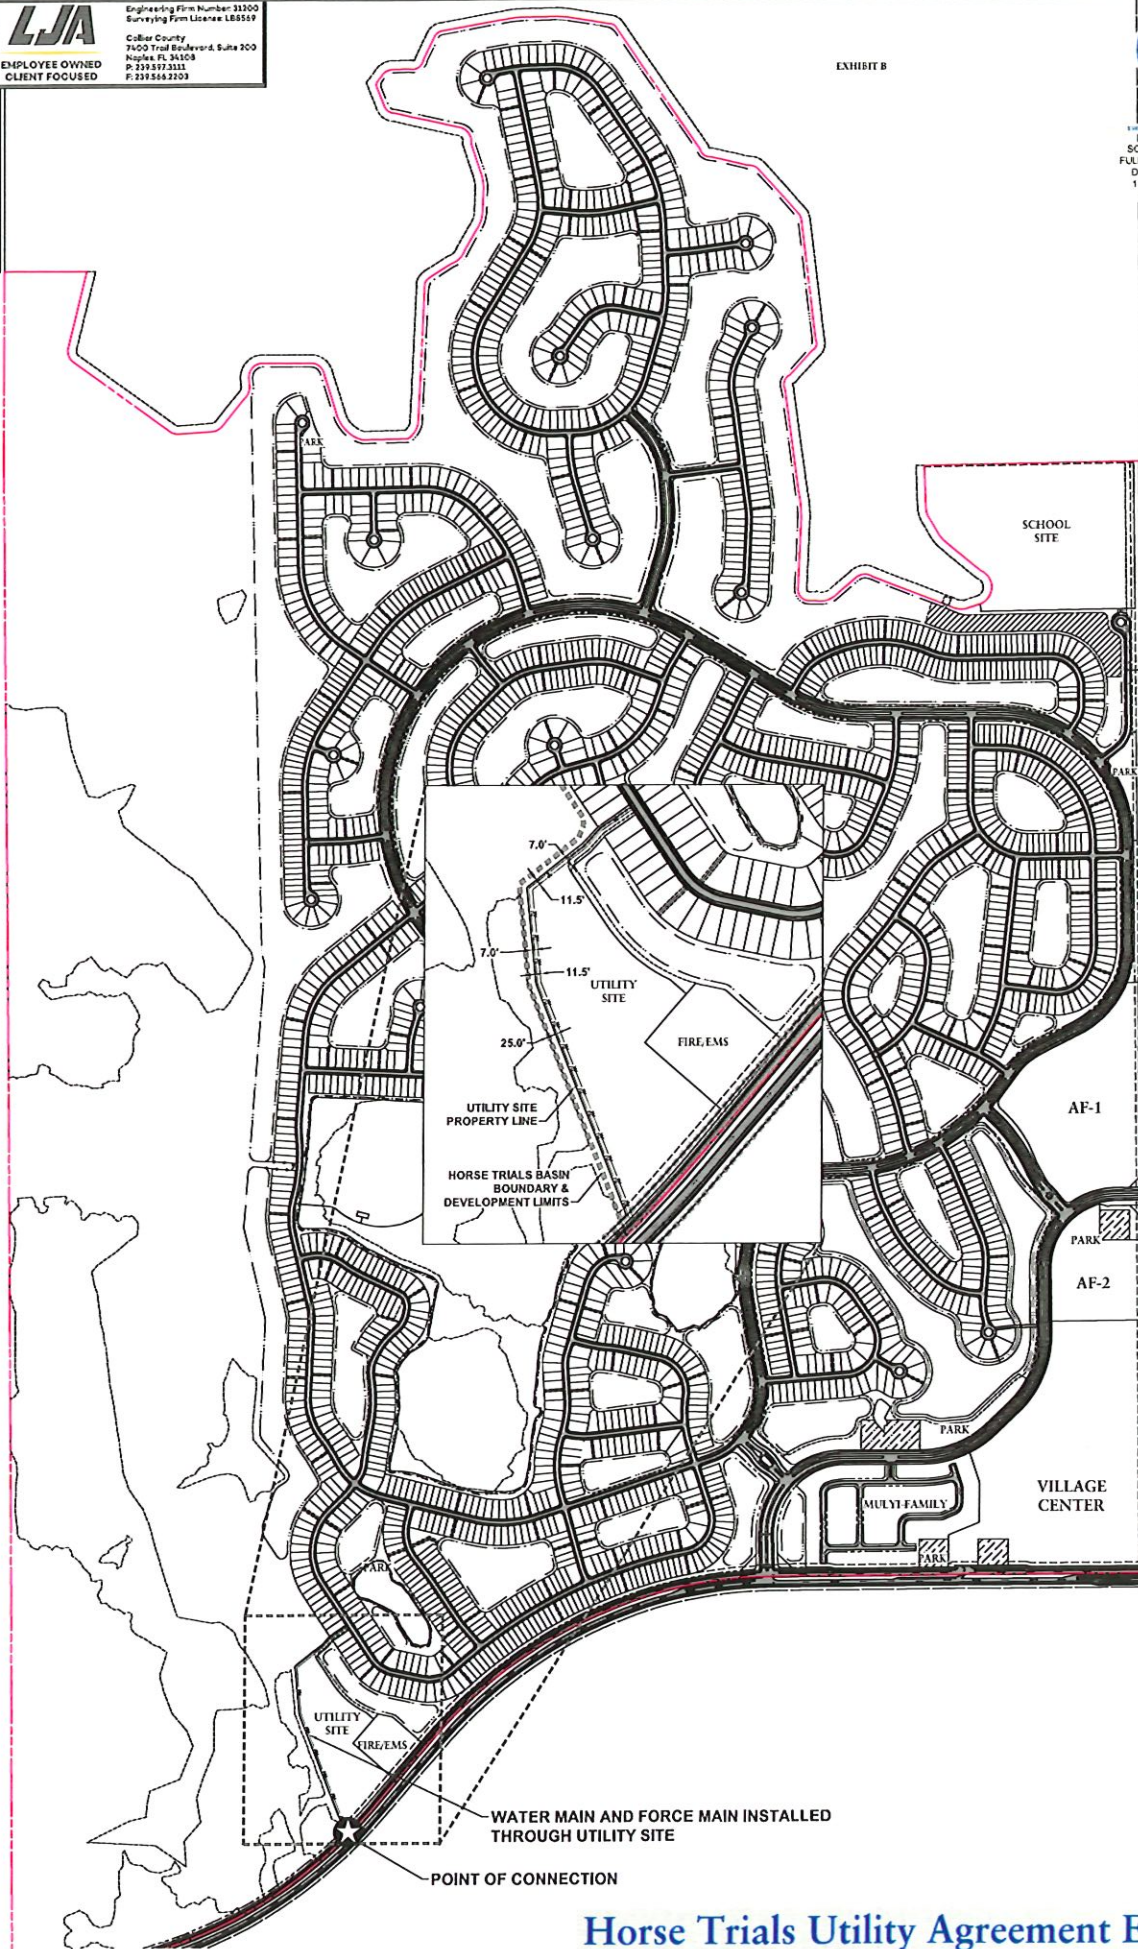 LJA
EMPLOYEE OWNED
CLIENT FOCUSED
Engineering Firm Number: 31200
Surveying Firm License: LB8569
Collier County
7400 Trail Boulevard, Suite 200
Naples, FL 34108
P: 239.597.3111
F: 239.566.2203
EXHIBIT B
SC
FUL
D
1
PARK
SCHOOL
SITE
PARK
7.0'
11.5'
7.0'
11.5'
UTILITY
SITE
25.0'
FIRE/EMS
UTILITY SITE
PROPERTY LINE
HORSE TRIALS BASIN
BOUNDARY &
DEVELOPMENT LIMITS
AF-1
PARK
AF-2
PARK
VILLAGE
CENTER
MULYI-FAMILY
PARK
PARK
UTILITY
SITE
FIRE/EMS
WATER MAIN AND FORCE MAIN INSTALLED
THROUGH UTILITY SITE
POINT OF CONNECTION
Horse Trials Utility Agreement E